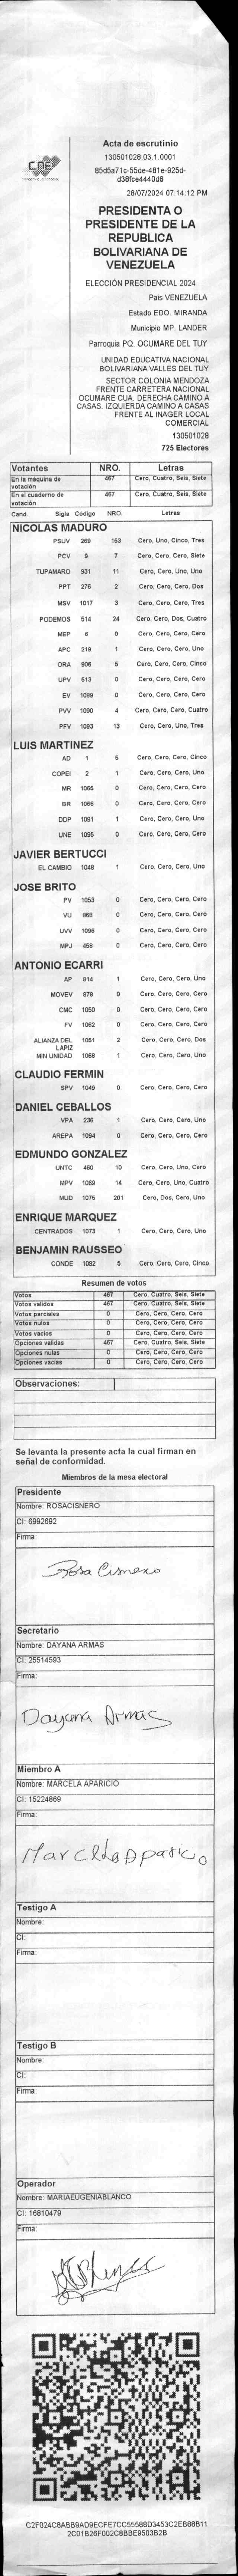 CNE
Acta de escrutinio
130501028.03.1.0001
85d5a71c-55de-481e-925d-
d38fce4440d8
28/07/2024 07:14:12 PM
PRESIDENTA O
PRESIDENTE DE LA
REPUBLICA
BOLIVARIANA DE
VENEZUELA
ELECCIÓN PRESIDENCIAL 2024
País VENEZUELA
Estado EDO. MIRANDA
Municipio MP. LANDER
Parroquia PQ. OCUMARE DEL TUY
UNIDAD EDUCATIVA NACIONAL
BOLIVARIANA VALLES DEL TUY
SECTOR COLONIA MENDOZA
FRENTE CARRETERA NACIONAL
OCUMARE CUA. DERECHA CAMINO A
CASAS. IZQUIERDA CAMINO A CASAS
FRENTE AL INAGER LOCAL
COMERCIAL
130501028
725 Electores
Votantes NRO. Letras
En la máquina de votación 467 Cero, Cuatro, Seis, Siete
En el cuaderno de votación 467 Cero, Cuatro, Seis, Siete
Cand. Sigla Código NRO. Letras
NICOLAS MADURO
PSUV 269 153 Cero, Uno, Cinco, Tres
PCV 9 7 Cero, Cero, Cero, Siete
TUPAMARO 931 11 Cero, Cero, Uno, Uno
PPT 276 2 Cero, Cero, Cero, Dos
MSV 1017 3 Cero, Cero, Cero, Tres
PODEMOS 514 24 Cero, Cero, Dos, Cuatro
MEP 6 0 Cero, Cero, Cero, Cero
APC 219 1 Cero, Cero, Cero, Uno
ORA 906 5 Cero, Cero, Cero, Cinco
UPV 613 0 Cero, Cero, Cero, Cero
EV 1089 0 Cero, Cero, Cero, Cero
PVV 1090 4 Cero, Cero, Cero, Cuatro
PFV 1093 13 Cero, Cero, Uno, Tres
LUIS MARTINEZ
AD 1 5 Cero, Cero, Cero, Cinco
COPEI 2 1 Cero, Cero, Cero, Uno
MR 1065 0 Cero, Cero, Cero, Cero
BR 1066 0 Cero, Cero, Cero, Cero
DDP 1091 1 Cero, Cero, Cero, Uno
UNE 1095 0 Cero, Cero, Cero, Cero
JAVIER BERTUCCI
EL CAMBIO 1048 1 Cero, Cero, Cero, Uno
JOSE BRITO
PV 1053 0 Cero, Cero, Cero, Cero
VU 968 0 Cero, Cero, Cero, Cero
UVV 1096 0 Cero, Cero, Cero, Cero
MPJ 458 0 Cero, Cero, Cero, Cero
ANTONIO ECARRI
AP 914 1 Cero, Cero, Cero, Uno
MOVEV 978 0 Cero, Cero, Cero, Cero
CMC 1050 0 Cero, Cero, Cero, Cero
FV 1062 0 Cero, Cero, Cero, Cero
ALIANZA DEL LAPIZ 1051 2 Cero, Cero, Cero, Dos
MIN UNIDAD 1068 1 Cero, Cero, Cero, Uno
CLAUDIO FERMIN
SPV 1049 0 Cero, Cero, Cero, Cero
DANIEL CEBALLOS
VPA 236 1 Cero, Cero, Cero, Uno
AREPA 1094 0 Cero, Cero, Cero, Cero
EDMUNDO GONZALEZ
UNTC 460 10 Cero, Cero, Uno, Cero
MPV 1069 14 Cero, Cero, Uno, Cuatro
MUD 1075 201 Cero, Dos, Cero, Uno
ENRIQUE MARQUEZ
CENTRADOS 1073 1 Cero, Cero, Cero, Uno
BENJAMIN RAUSSEO
CONDE 1092 5 Cero, Cero, Cero, Cinco
Resumen de votos
Votos 467 Cero, Cuatro, Seis, Siete
Votos validos 467 Cero, Cuatro, Seis, Siete
Votos parciales 0 Cero, Cero, Cero, Cero
Votos nulos 0 Cero, Cero, Cero, Cero
Votos vacios 0 Cero, Cero, Cero, Cero
Opciones validas 467 Cero, Cuatro, Seis, Siete
Opciones nulas 0 Cero, Cero, Cero, Cero
Opciones vacias 0 Cero, Cero, Cero, Cero
Observaciones:
Se levanta la presente acta la cual firman en
señal de conformidad.
Miembros de la mesa electoral
Presidente
Nombre: ROSACISNERO
CI: 6992692
Firma:
Rosa Cisnero
Secretario
Nombre: DAYANA ARMAS
CI: 25514593
Firma:
Dayana Armas
Miembro A
Nombre: MARCELA APARICIO
CI: 15224869
Firma:
Marcela Aparicio
Testigo A
Nombre:
CI:
Firma:
Testigo B
Nombre:
CI:
Firma:
Operador
Nombre: MARIAEUGENIABLANCO
CI: 16810479
Firma:
C2F024C8ABB9AD9ECFE7CC55588D3453C2EB88B11
2C01B26F002C8BBE9503B2B